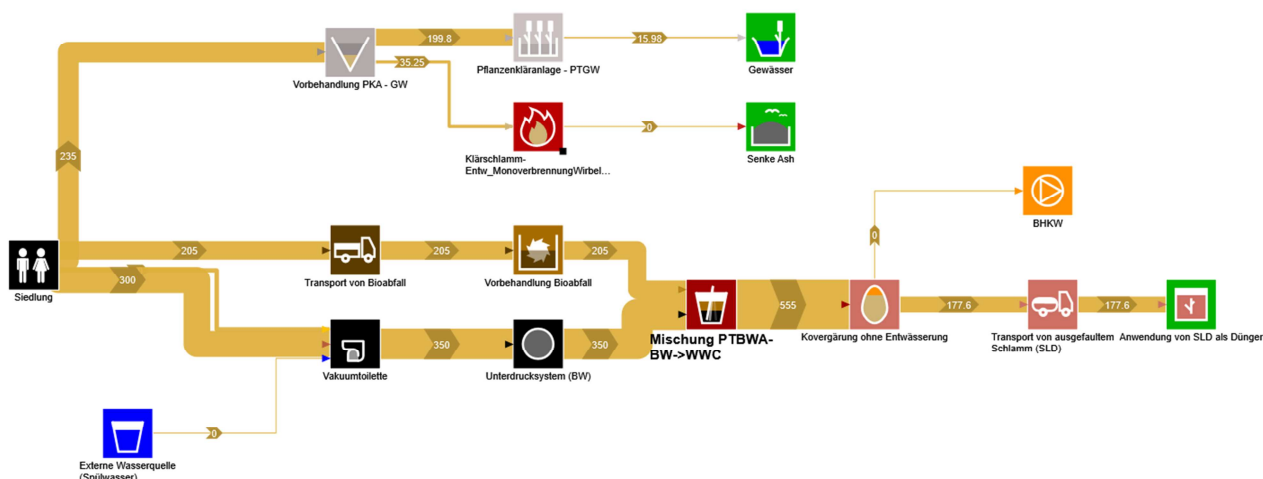 199.8
15.98
Vorbehandlung PKA - GW
35.25
Pflanzenkläranlage - PTGW
Gewässer
0
Klärschlamm-
Entw_MonoverbrennungWirbel...
Senke Ash
235
BHKW
0
205
205
205
Siedlung
300
Transport von Bioabfall
Vorbehandlung Bioabfall
555
177.6
177.6
350
350
Mischung PTBWA-
BW->WWC
Kovergärung ohne Entwässerung
Transport von ausgefaultem
Schlamm (SLD)
Anwendung von SLD als Dünger
Vakuumtoilette
Unterdrucksystem (BW)
0
Externe Wasserquelle
(Spülwasser)